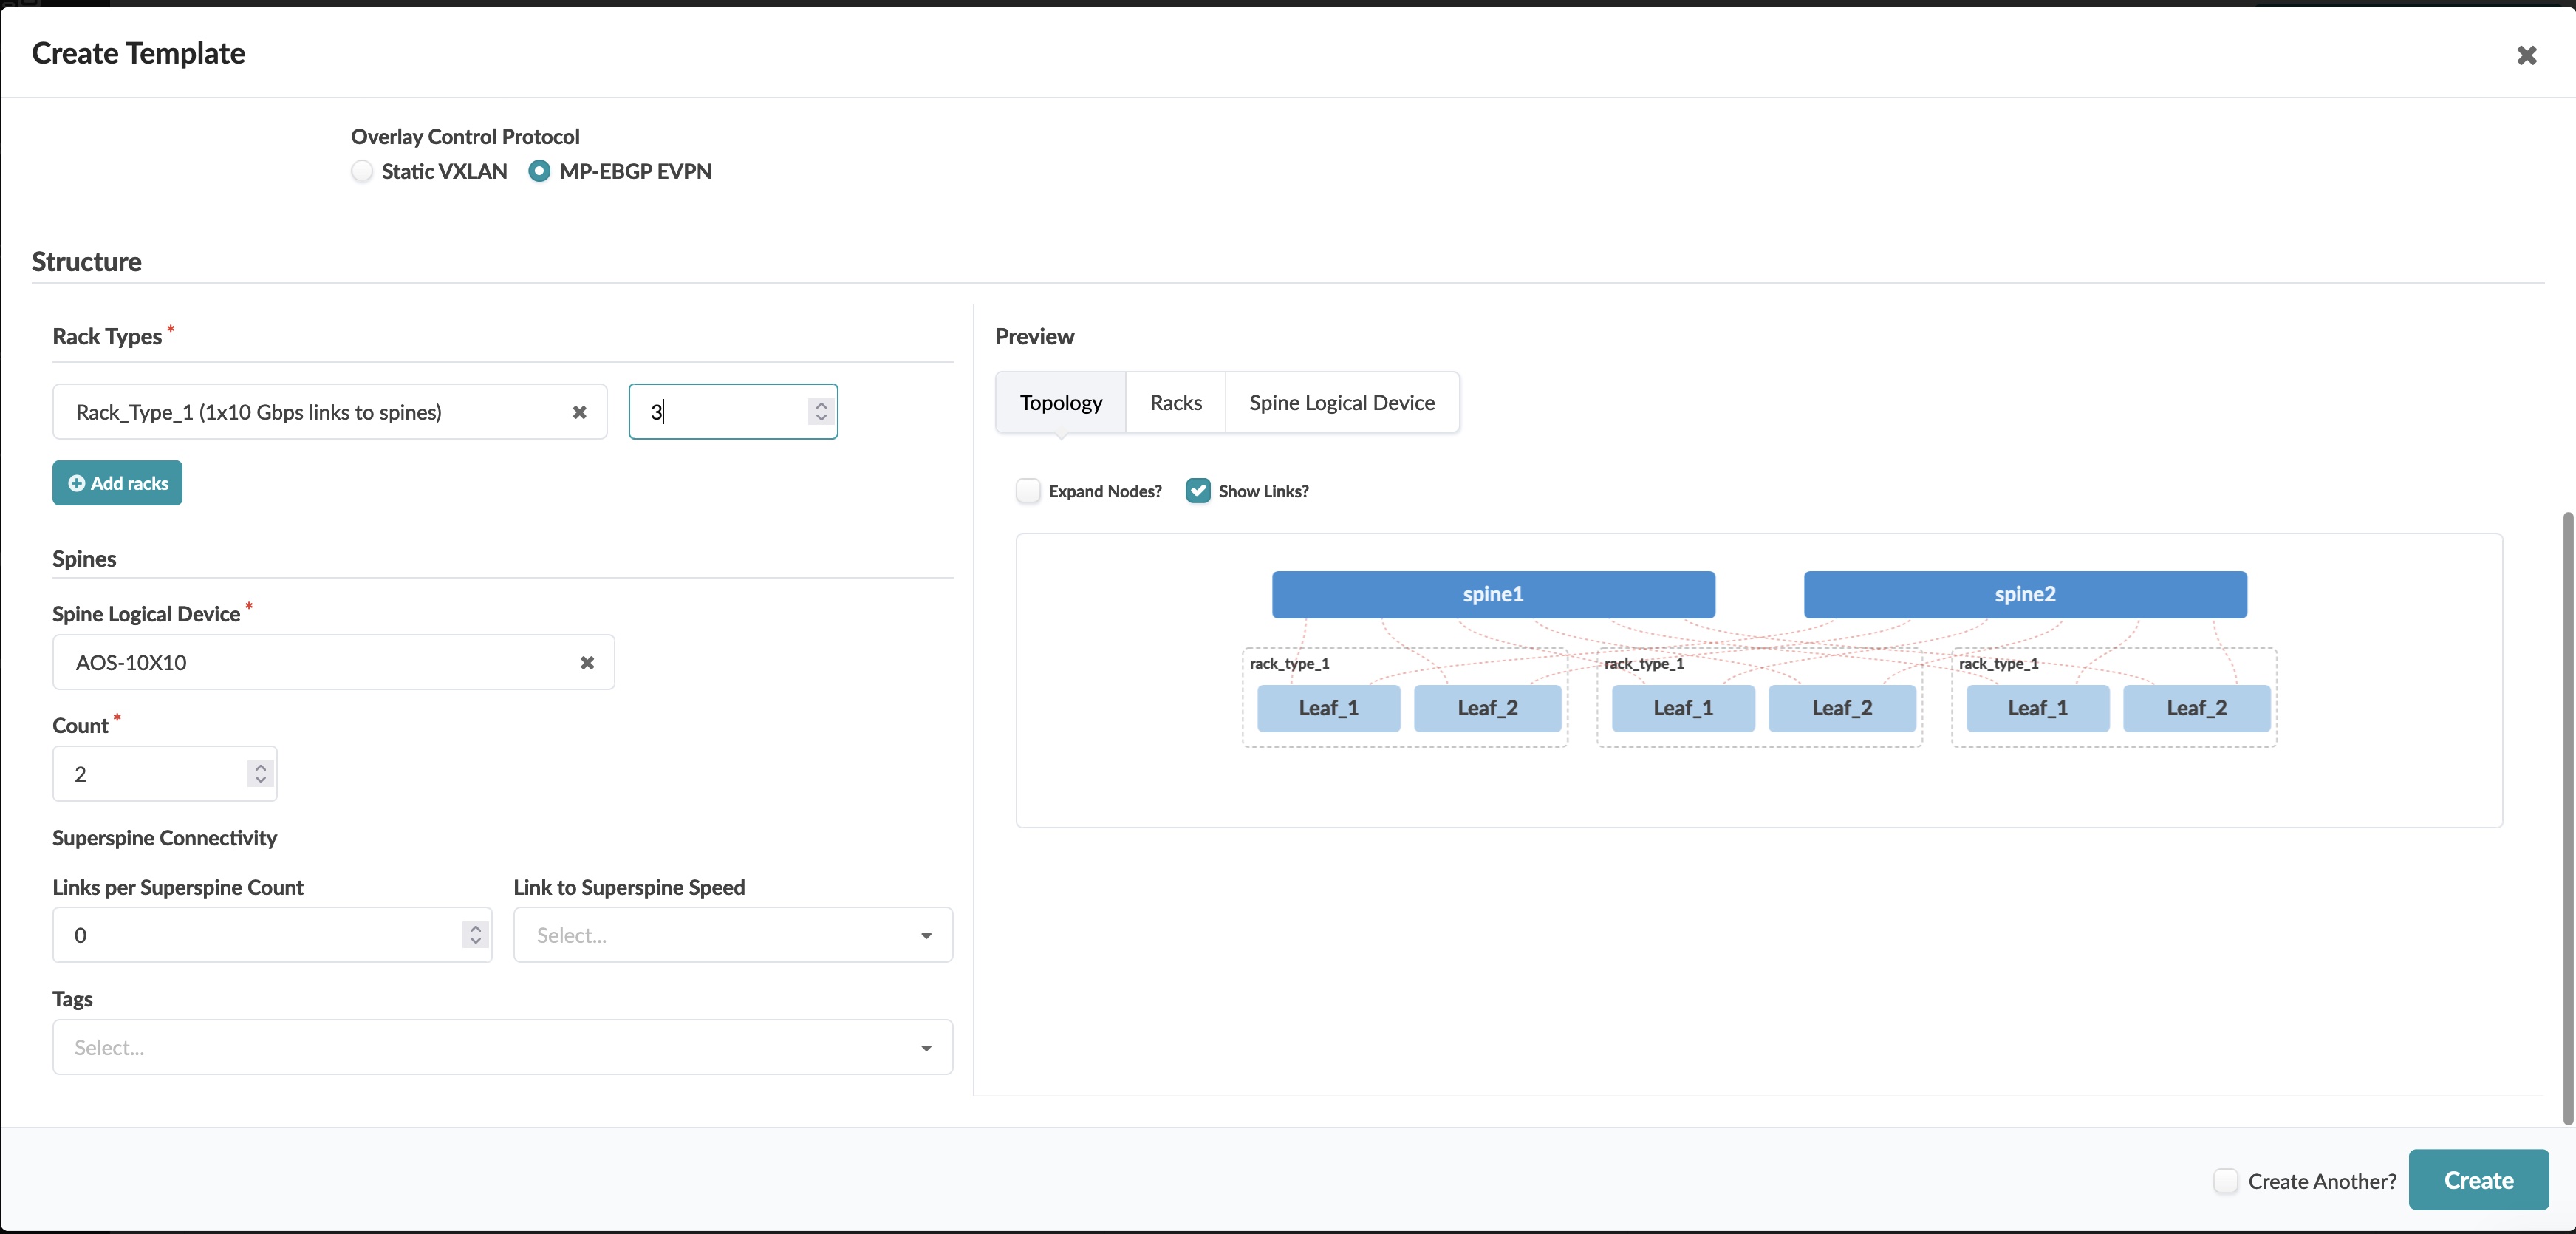 Create Template
Overlay Control Protocol
Static VXLAN MP-EBGP EVPN
Structure
Rack Types *
Rack_Type_1 (1x10 Gbps links to spines)
3
Add racks
Spines
Spine Logical Device *
AOS-10X10
Count *
2
Superspine Connectivity
Links per Superspine Count
Link to Superspine Speed
0
Select...
Tags
Select...
Preview
Topology
Racks
Spine Logical Device
Expand Nodes?
Show Links?
spine1
spine2
rack_type_1
rack_type_1
rack_type_1
Leaf_1
Leaf_2
Leaf_1
Leaf_2
Leaf_1
Leaf_2
Create Another?
Create